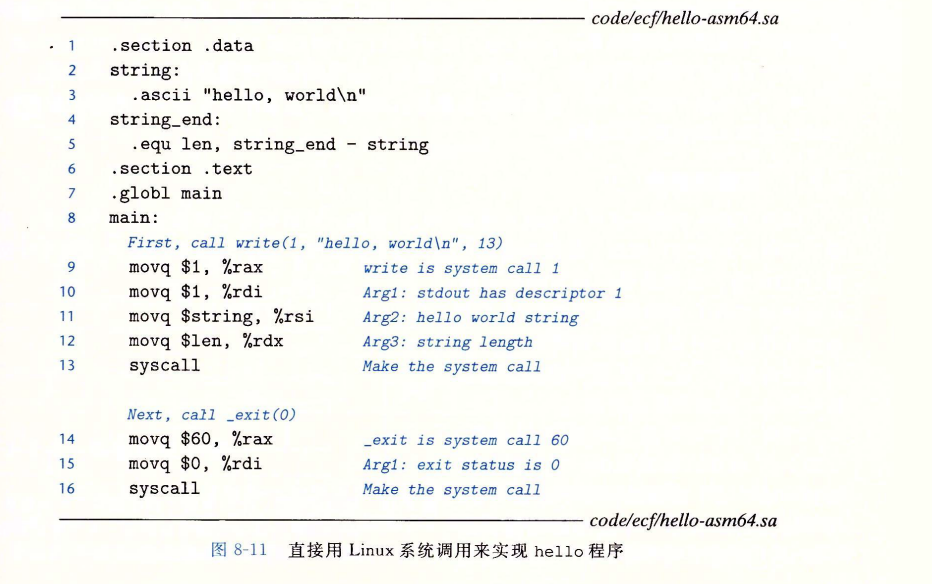 code/ecf/hello-asm64.sa
1 .section .data
2 string:
3 .ascii "hello, world\n"
4 string_end:
5 .equ len, string_end - string
6 .section .text
7 .globl main
8 main:
First, call write(1, "hello, world\n", 13)
9 movq $1, %rax write is system call 1
10 movq $1, %rdi Arg1: stdout has descriptor 1
11 movq $string, %rsi Arg2: hello world string
12 movq $len, %rdx Arg3: string length
13 syscall Make the system call
Next, call _exit(0)
14 movq $60, %rax _exit is system call 60
15 movq $0, %rdi Arg1: exit status is 0
16 syscall Make the system call
code/ecf/hello-asm64.sa
图 8-11 直接用 Linux 系统调用来实现 hello 程序